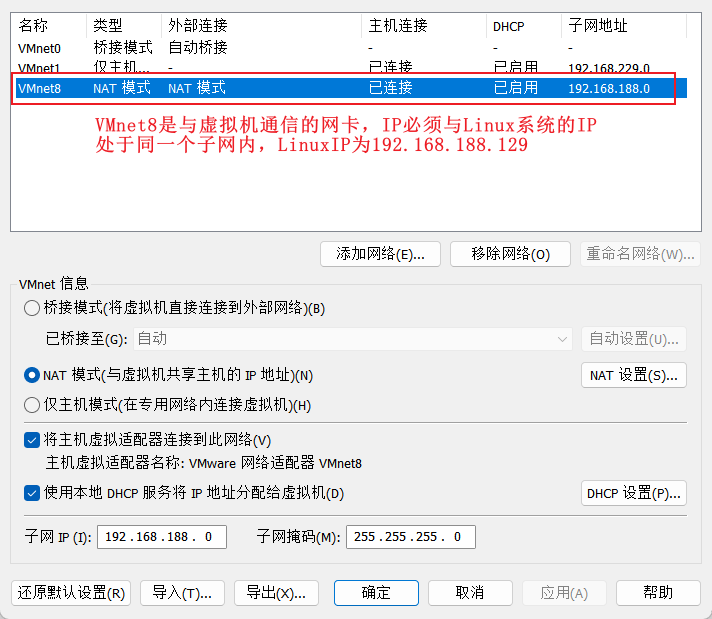 名称 类型 外部连接 主机连接 DHCP 子网地址
VMnet0 桥接模式 自动桥接 - - -
VMnet1 仅主机... - 已连接 已启用 192.168.229.0
VMnet8 NAT 模式 NAT 模式 已连接 已启用 192.168.188.0
VMnet8是与虚拟机通信的网卡，IP必须与Linux系统的IP
处于同一个子网内，LinuxIP为192.168.188.129
添加网络(E)... 移除网络(O) 重命名网络(W)...
VMnet 信息
桥接模式(将虚拟机直接连接到外部网络)(B)
已桥接至(G): 自动 自动设置(U)...
NAT 模式(与虚拟机共享主机的 IP 地址)(N) NAT 设置(S)...
仅主机模式(在专用网络内连接虚拟机)(H)
将主机虚拟适配器连接到此网络(V)
主机虚拟适配器名称: VMware 网络适配器 VMnet8
使用本地 DHCP 服务将 IP 地址分配给虚拟机(D) DHCP 设置(P)...
子网 IP (I): 192.168.188. 0 子网掩码(M): 255.255.255. 0
还原默认设置(R) 导入(T)... 导出(X)... 确定 取消 应用(A) 帮助